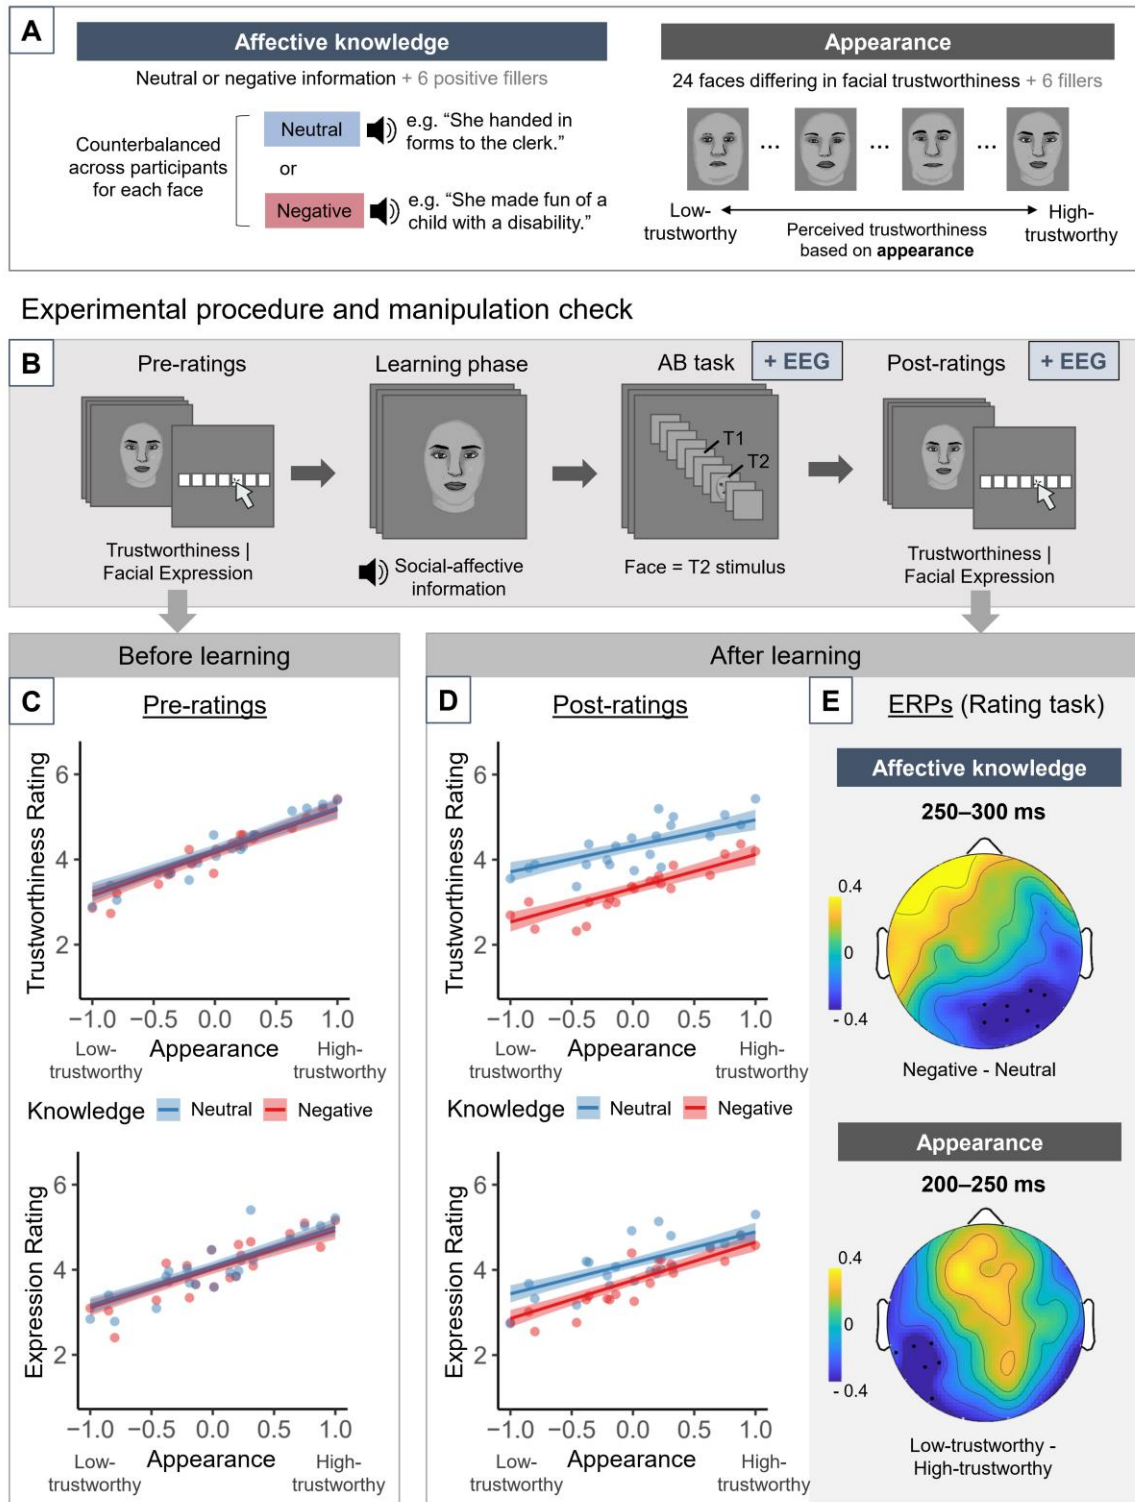 A
Affective knowledge
Neutral or negative information + 6 positive fillers
Counterbalanced
across participants
for each face
Neutral
e.g. “She handed in
forms to the clerk.”
or
Negative
e.g. “She made fun of a
child with a disability.”
Appearance
24 faces differing in facial trustworthiness + 6 fillers
... ... ...
Low-
trustworthy
Perceived trustworthiness
based on appearance
High-
trustworthy
Experimental procedure and manipulation check
B
Pre-ratings
Trustworthiness |
Facial Expression
Learning phase
Social-affective
information
AB task
+ EEG
T1
T2
Face = T2 stimulus
Post-ratings
+ EEG
Trustworthiness |
Facial Expression
Before learning
C
Pre-ratings
Trustworthiness Rating
6
4
2
−1.0 −0.5 0.0 0.5 1.0
Low-
trustworthy
Appearance
High-
trustworthy
Knowledge Neutral Negative
Expression Rating
6
4
2
−1.0 −0.5 0.0 0.5 1.0
Low-
trustworthy
Appearance
High-
trustworthy
After learning
D
Post-ratings
Trustworthiness Rating
6
4
2
−1.0 −0.5 0.0 0.5 1.0
Low-
trustworthy
Appearance
High-
trustworthy
Knowledge Neutral Negative
Expression Rating
6
4
2
−1.0 −0.5 0.0 0.5 1.0
Low-
trustworthy
Appearance
High-
trustworthy
E
ERPs (Rating task)
Affective knowledge
250–300 ms
0.4
0
- 0.4
Negative - Neutral
Appearance
200–250 ms
0.4
0
- 0.4
Low-trustworthy -
High-trustworthy